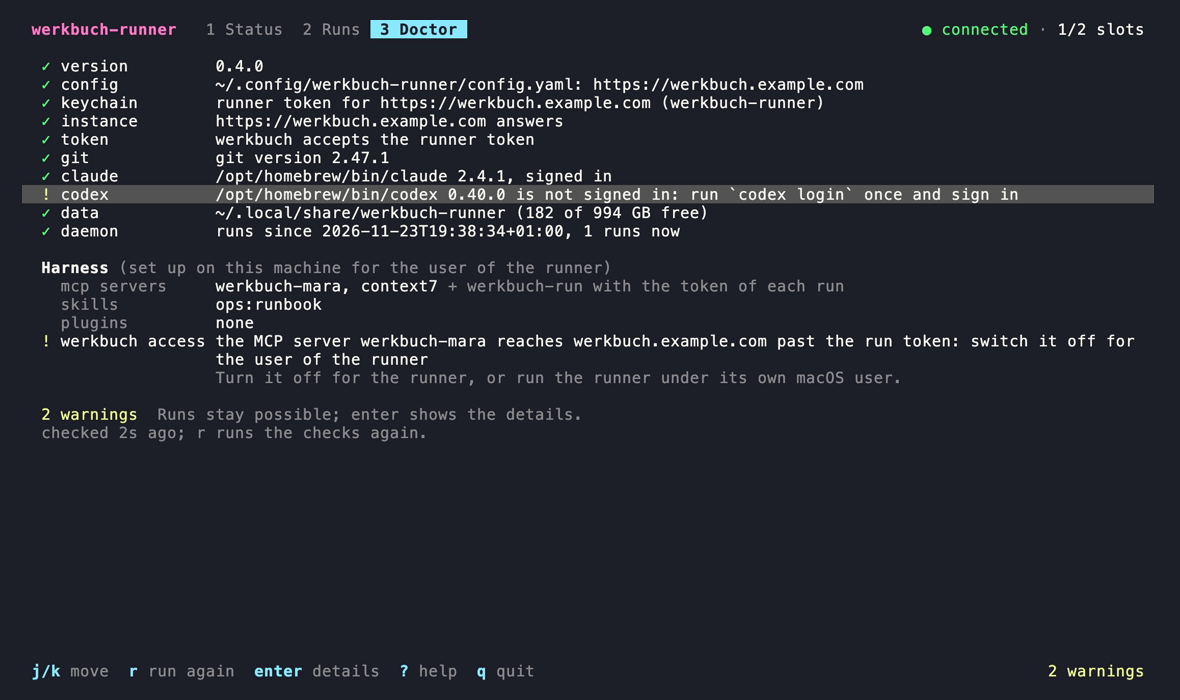 werkbuch-runner 1 Status 2 Runs 3 Doctor ● connected · 1/2 slots
✓ version 0.4.0
✓ config ~/.config/werkbuch-runner/config.yaml: https://werkbuch.example.com
✓ keychain runner token for https://werkbuch.example.com (werkbuch-runner)
✓ instance https://werkbuch.example.com answers
✓ token werkbuch accepts the runner token
✓ git git version 2.47.1
✓ claude /opt/homebrew/bin/claude 2.4.1, signed in
! codex /opt/homebrew/bin/codex 0.40.0 is not signed in: run `codex login` once and sign in
✓ data ~/.local/share/werkbuch-runner (182 of 994 GB free)
✓ daemon runs since 2026-11-23T19:38:34+01:00, 1 runs now
Harness (set up on this machine for the user of the runner)
mcp servers werkbuch-mara, context7 + werkbuch-run with the token of each run
skills ops:runbook
plugins none
! werkbuch access the MCP server werkbuch-mara reaches werkbuch.example.com past the run token: switch it off for
the user of the runner
Turn it off for the runner, or run the runner under its own macOS user.
2 warnings Runs stay possible; enter shows the details.
checked 2s ago; r runs the checks again.
j/k move r run again enter details ? help q quit 2 warnings